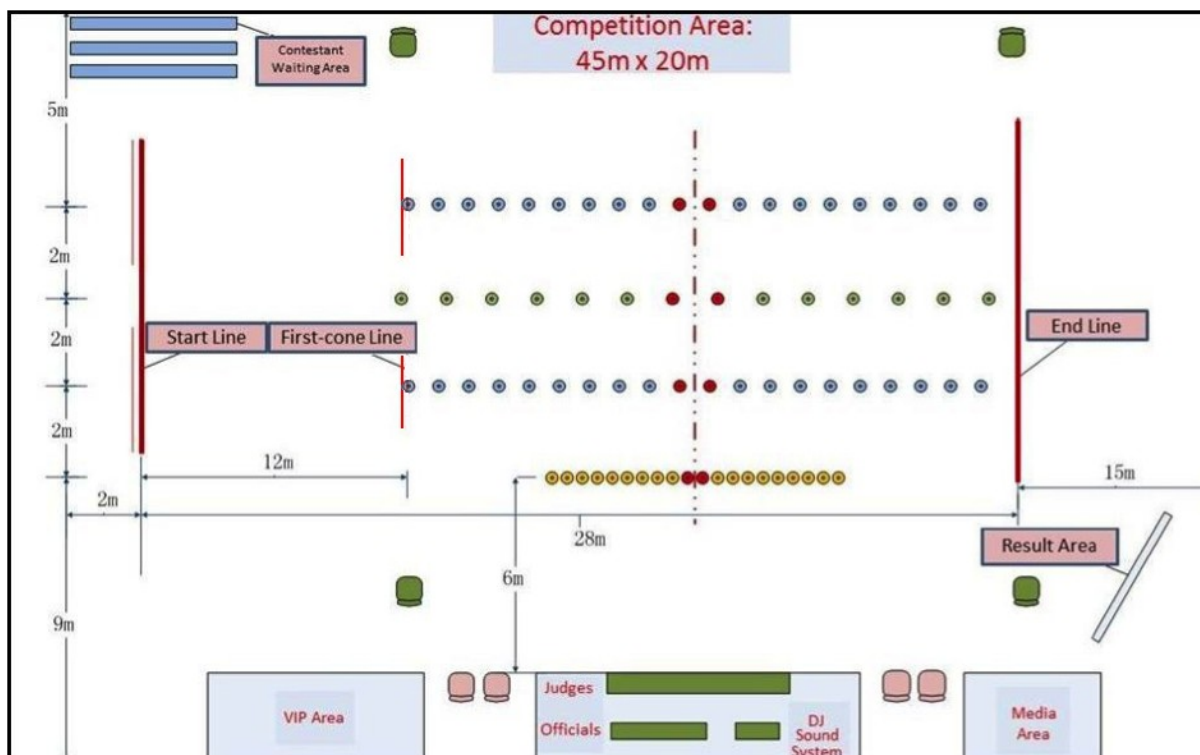 Competition Area:
45m x 20m
Contestant
Waiting Area
5m
2m
Start Line
First-cone Line
End Line
2m
2m
12m
15m
2m
28m
Result Area
6m
9m
Judges
VIP Area
Officials
DJ
Sound
System
Media
Area